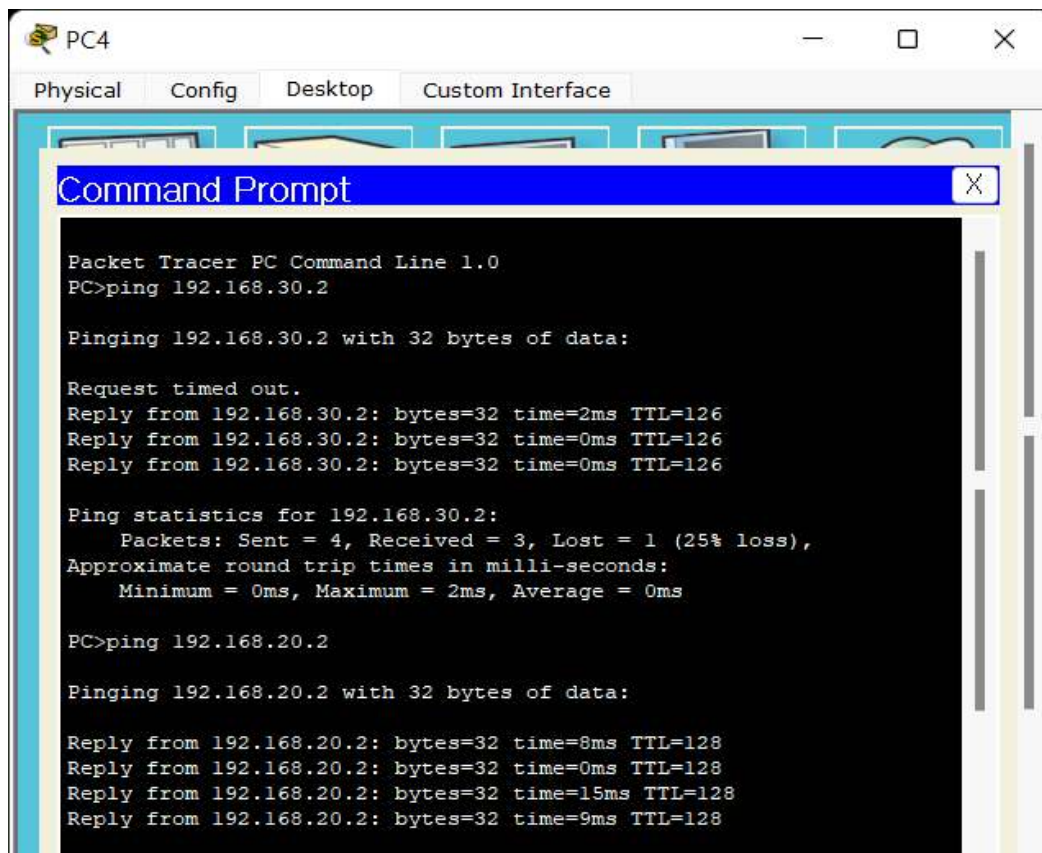 PC4
Physical Config Desktop Custom Interface
Command Prompt
X
Packet Tracer PC Command Line 1.0
PC>ping 192.168.30.2
Pinging 192.168.30.2 with 32 bytes of data:
Request timed out.
Reply from 192.168.30.2: bytes=32 time=2ms TTL=126
Reply from 192.168.30.2: bytes=32 time=0ms TTL=126
Reply from 192.168.30.2: bytes=32 time=0ms TTL=126
Ping statistics for 192.168.30.2:
Packets: Sent = 4, Received = 3, Lost = 1 (25% loss),
Approximate round trip times in milli-seconds:
Minimum = 0ms, Maximum = 2ms, Average = 0ms
PC>ping 192.168.20.2
Pinging 192.168.20.2 with 32 bytes of data:
Reply from 192.168.20.2: bytes=32 time=8ms TTL=128
Reply from 192.168.20.2: bytes=32 time=0ms TTL=128
Reply from 192.168.20.2: bytes=32 time=15ms TTL=128
Reply from 192.168.20.2: bytes=32 time=9ms TTL=128